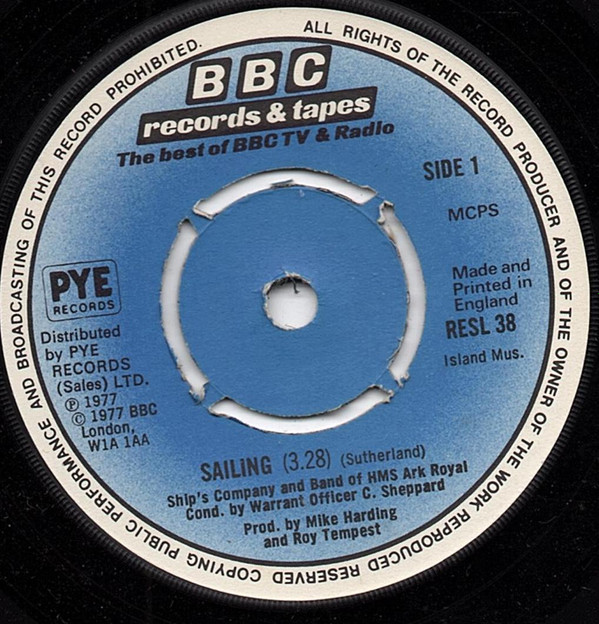 ALL RIGHTS OF THE RECORD PRODUCER AND OF THE OWNER OF THE WORK REPRODUCED RESERVED COPYING PUBLIC PERFORMANCE AND BROADCASTING OF THIS RECORD PROHIBITED.
BBC
records & tapes
The best of BBC TV & Radio
SIDE 1
MCPS
PYE
RECORDS
Distributed
by PYE
RECORDS
(Sales) LTD.
℗ 1977
© 1977 BBC
London,
W1A 1AA
Made and
Printed in
England
RESL 38
Island Mus.
SAILiNG (3.28) (Sutherland)
Ship's Company and Band of HMS Ark Royal
Cond. by Warrant Officer C. Sheppard
Prod. by Mike Harding
and Roy Tempest